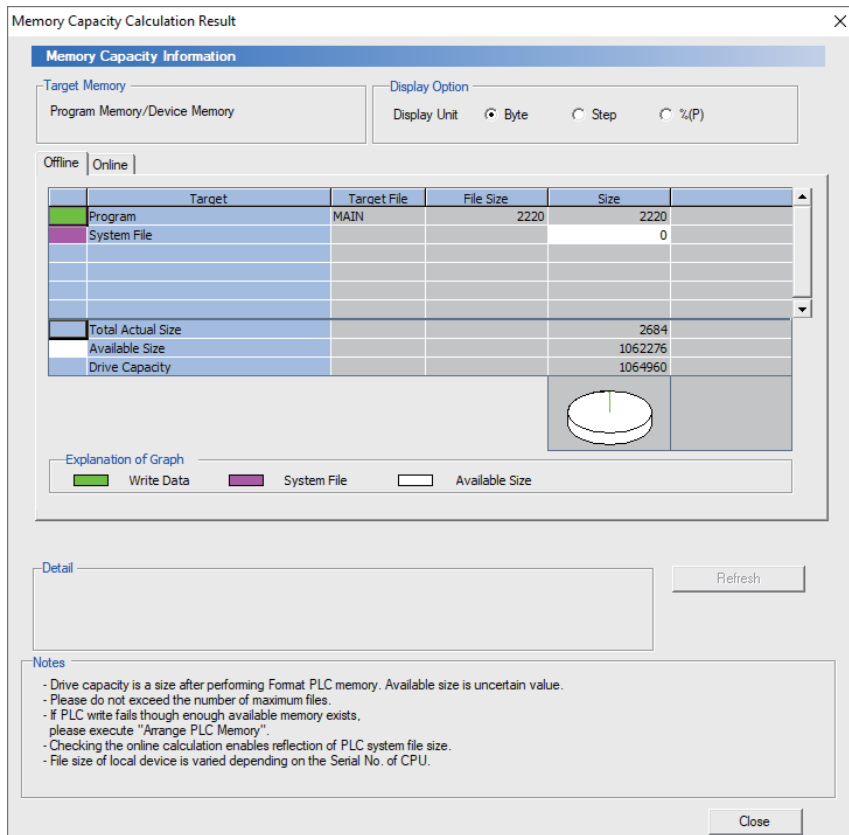 Memory Capacity Calculation Result
Memory Capacity Information
Target Memory
Program Memory/Device Memory
Display Option
Display Unit Byte Step %(P)
Offline Online
Target Target File File Size Size
Program MAIN 2220 2220
System File 0
Total Actual Size 2684
Available Size 1062276
Drive Capacity 1064960
Explanation of Graph
Write Data System File Available Size
Detail
Refresh
Notes
- Drive capacity is a size after performing Format PLC memory. Available size is uncertain value.
- Please do not exceed the number of maximum files.
- If PLC write fails though enough available memory exists,
please execute "Arrange PLC Memory".
- Checking the online calculation enables reflection of PLC system file size.
- File size of local device is varied depending on the Serial No. of CPU.
Close